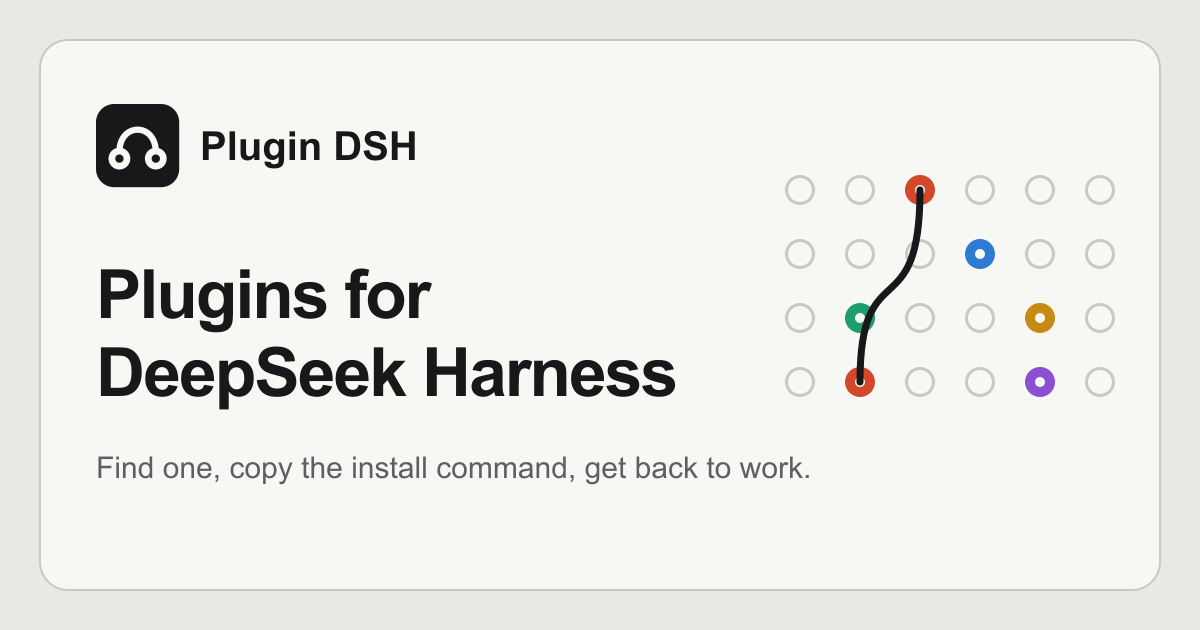 Plugin DSH
Plugins for
DeepSeek Harness
Find one, copy the install command, get back to work.